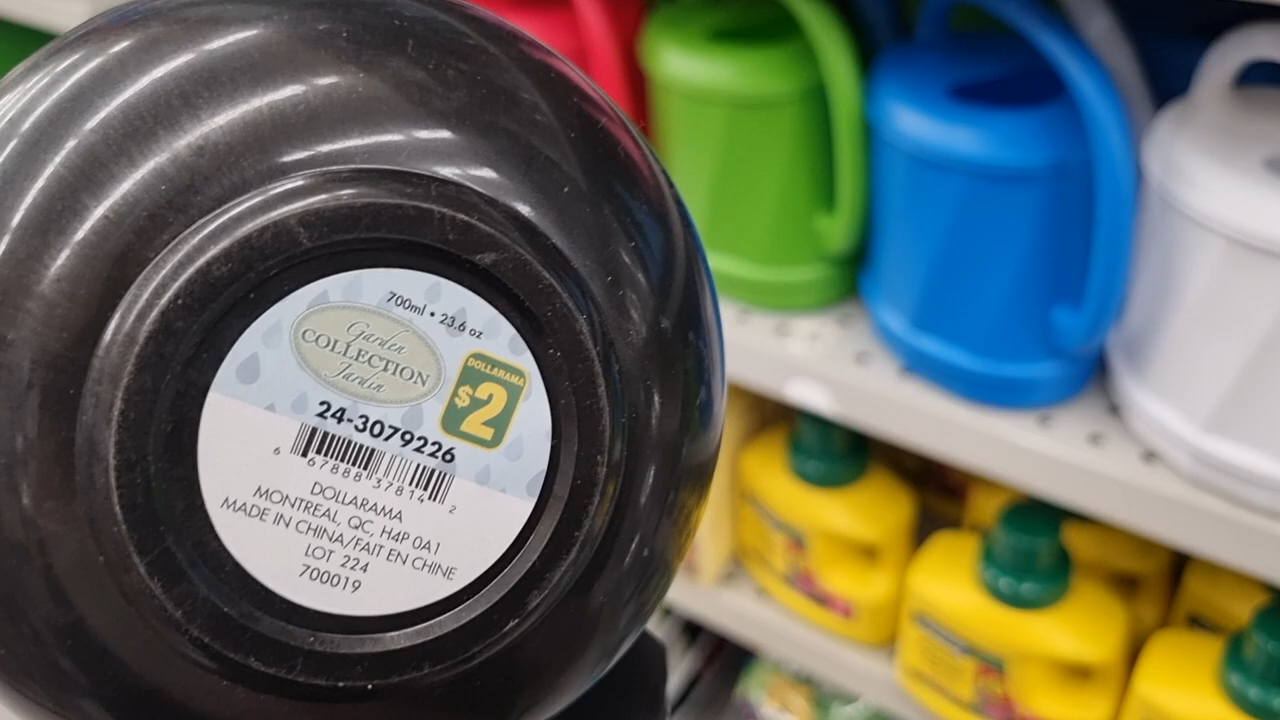 700ml • 23.6 oz
Garden
COLLECTION
Jardin
DOLLARAMA
$2
24-3079226
6 67888 37814 2
DOLLARAMA
MONTREAL, QC, H4P 0A1
MADE IN CHINA/FAIT EN CHINE
LOT 224
700019